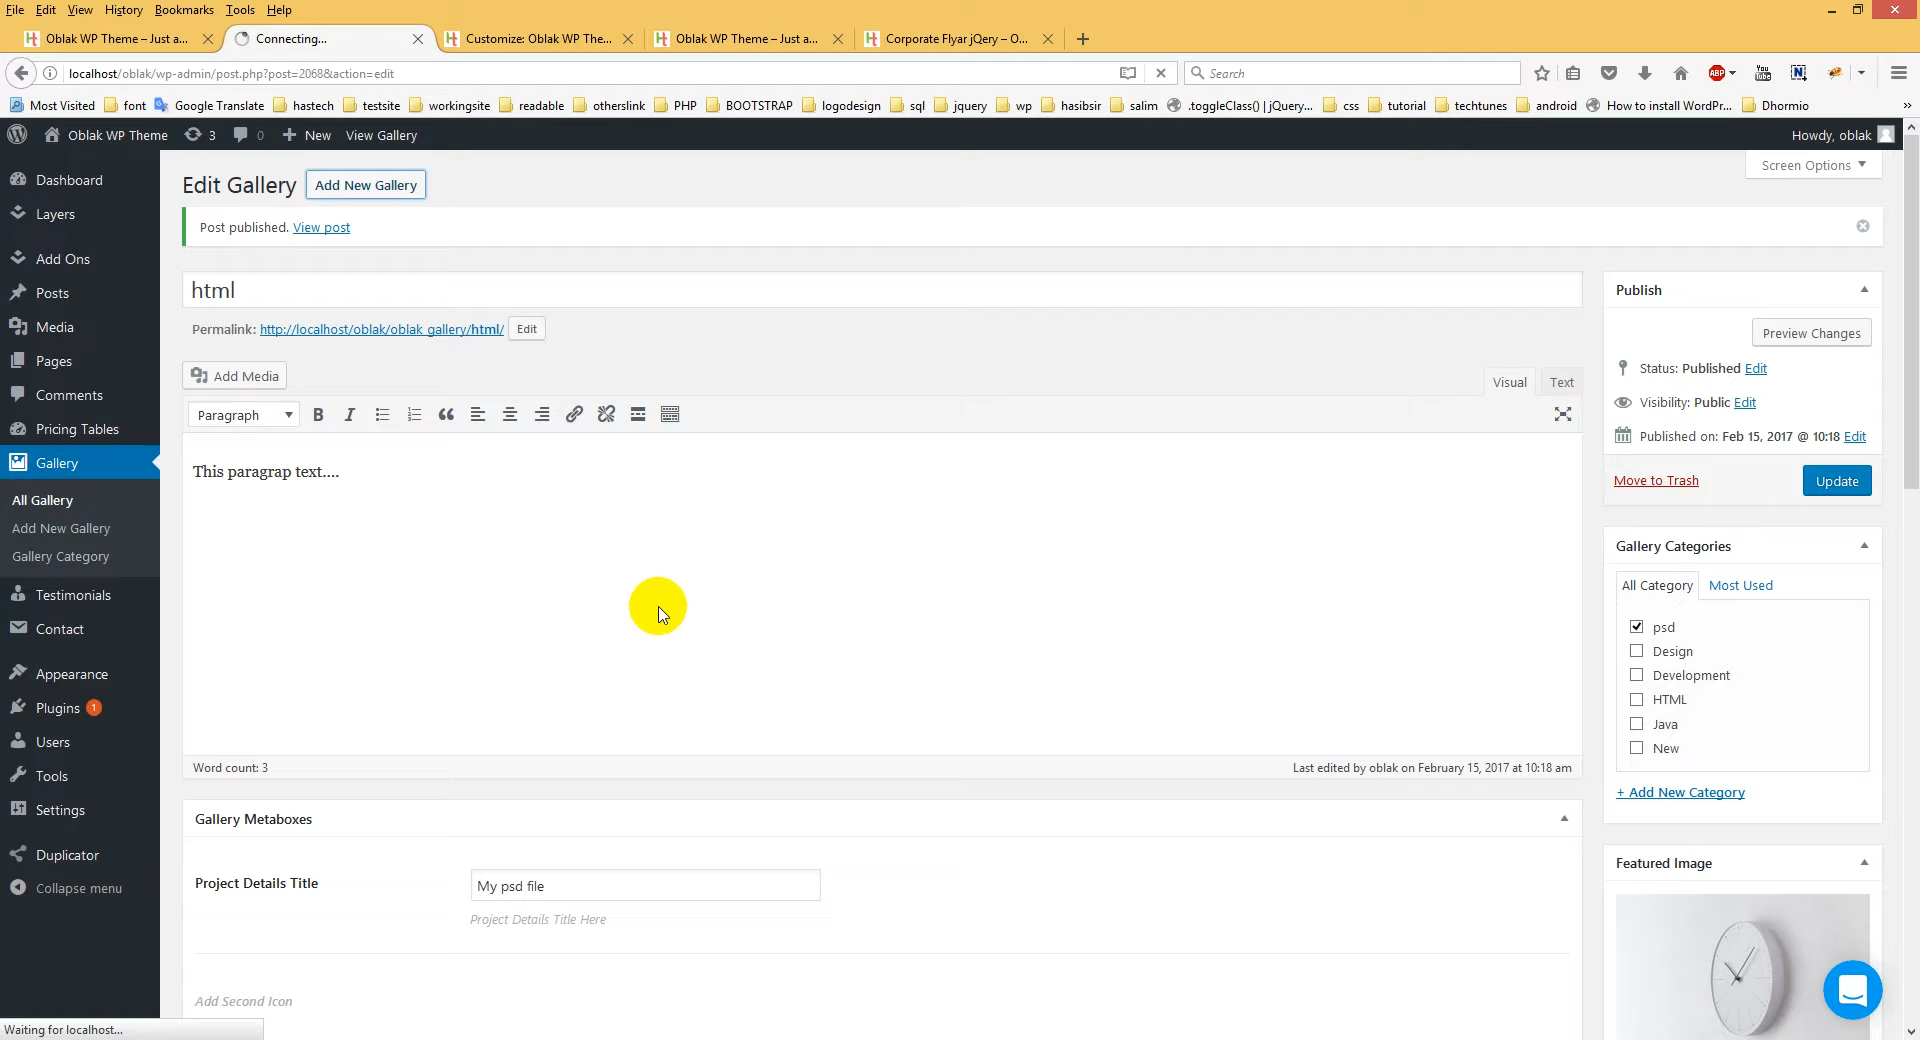 File Edit View History Bookmarks Tools Help
Oblak WP Theme – Just a... Connecting... Customize: Oblak WP The... Oblak WP Theme – Just a... Corporate Flyar jQery – O...
localhost/oblak/wp-admin/post.php?post=2068&action=edit Search
Most Visited font Google Translate hastech testsite workingsite readable otherslink PHP BOOTSTRAP logodesign sql jquery wp hasibsir salim .toggleClass() | jQuery... css tutorial techtunes android How to install WordPr... Dhormio
Oblak WP Theme 3 0 New View Gallery Howdy, oblak
Screen Options
Edit Gallery Add New Gallery
Post published. View post
Dashboard
Layers
Add Ons
Posts
Media
Pages
Comments
Pricing Tables
Gallery
All Gallery
Add New Gallery
Gallery Category
Testimonials
Contact
Appearance
Plugins 1
Users
Tools
Settings
Duplicator
Collapse menu
html
Permalink: http://localhost/oblak/oblak_gallery/html/ Edit
Add Media Visual Text
Paragraph
This paragrap text....
Word count: 3 Last edited by oblak on February 15, 2017 at 10:18 am
Gallery Metaboxes
Project Details Title My psd file
Project Details Title Here
Add Second Icon
Publish
Preview Changes
Status: Published Edit
Visibility: Public Edit
Published on: Feb 15, 2017 @ 10:18 Edit
Move to Trash Update
Gallery Categories
All Category Most Used
psd
Design
Development
HTML
Java
New
+ Add New Category
Featured Image
Waiting for localhost...